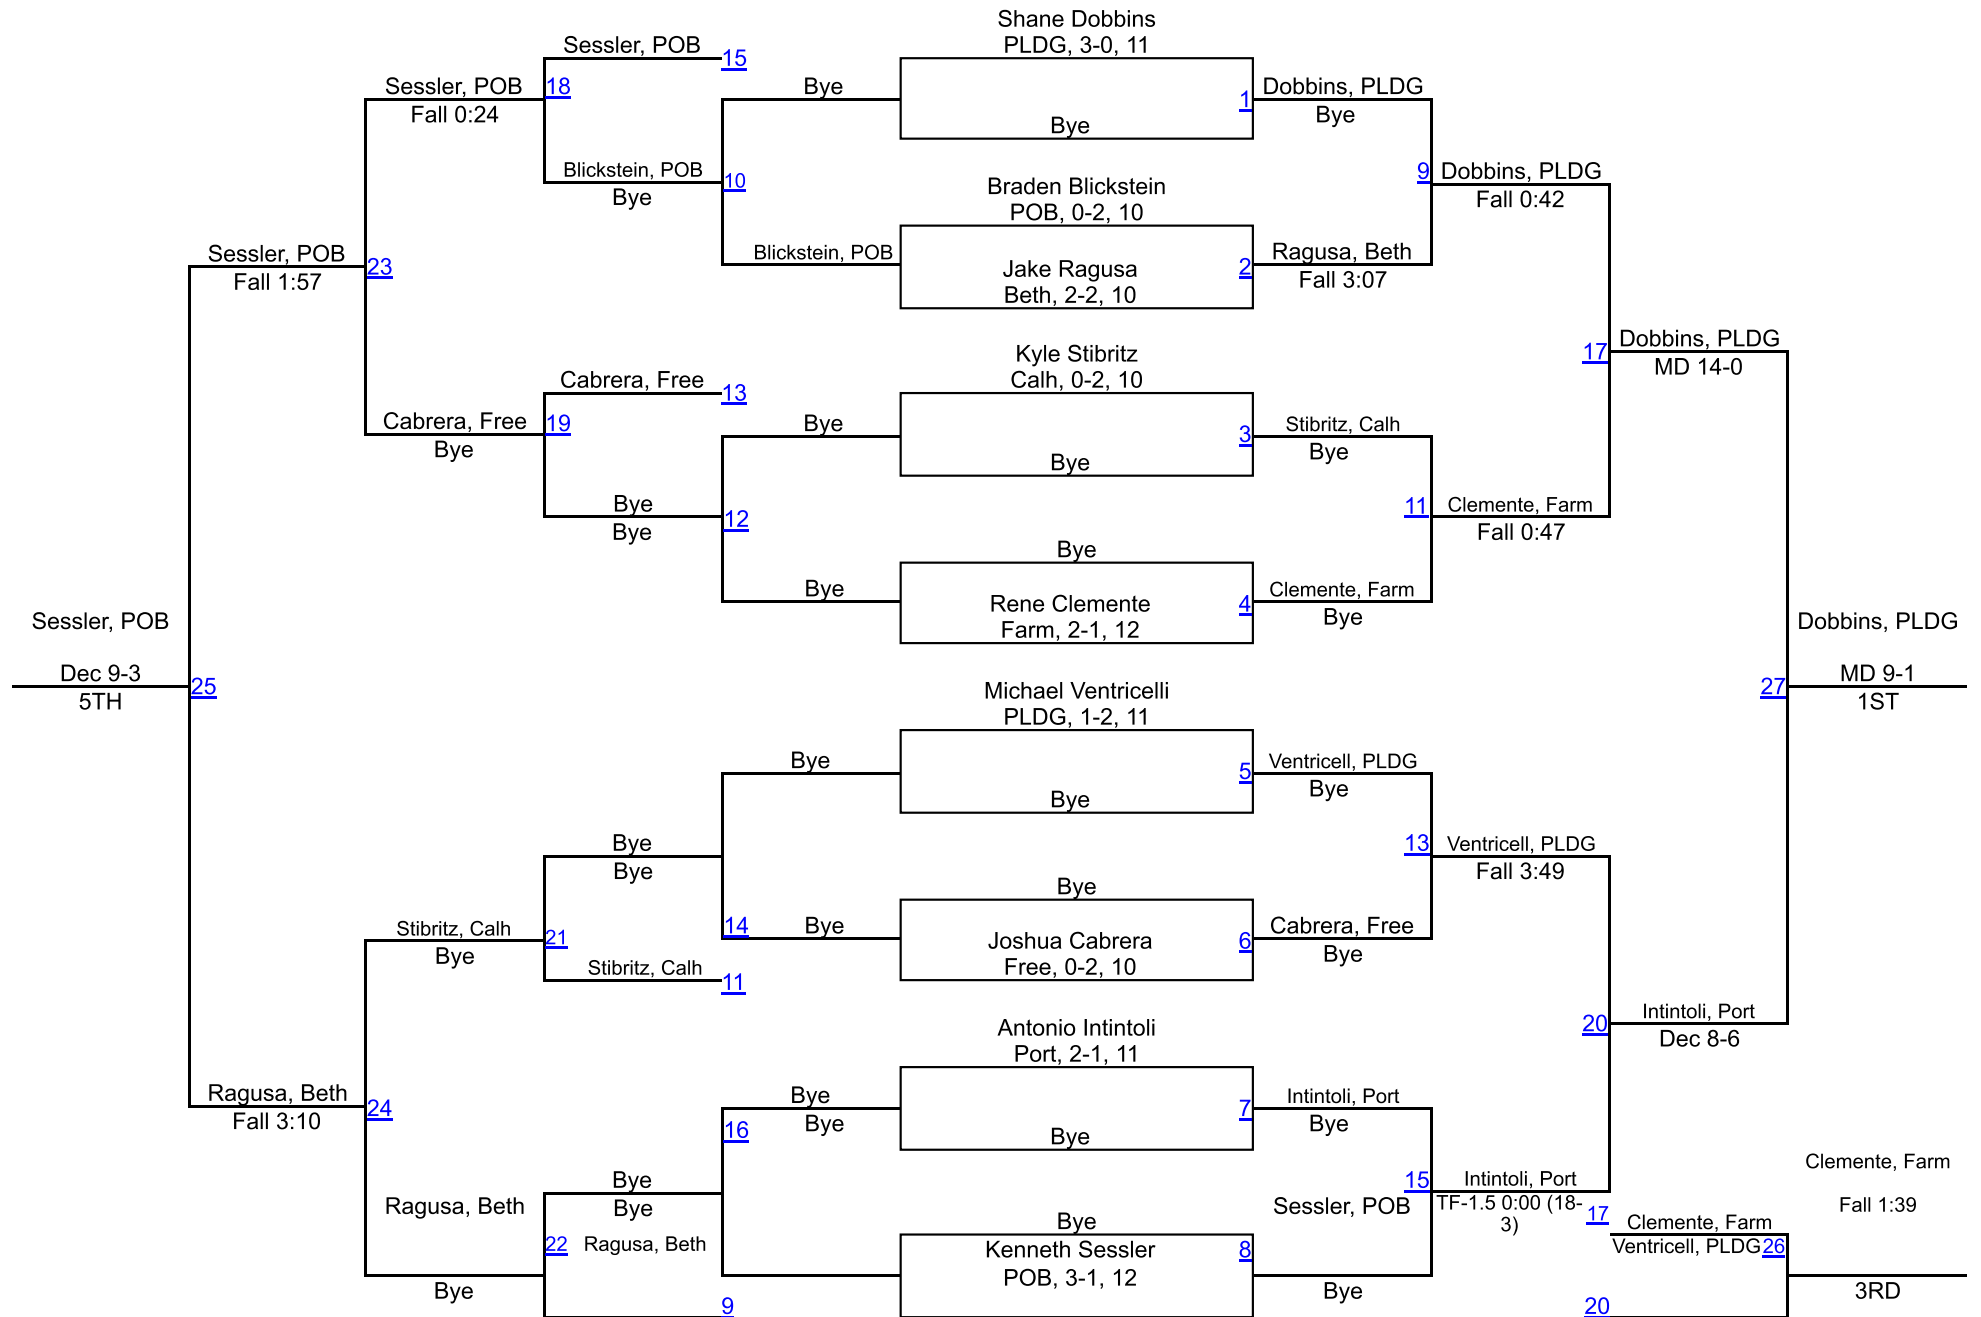 Shane Dobbins
PLDG, 3-0, 11
Sessler, POB
15
Sessler, POB
18
Bye
1
Dobbins, PLDG
Fall 0:24
Bye
Bye
Blickstein, POB
10
Bye
Braden Blickstein
POB, 0-2, 10
9
Dobbins, PLDG
Fall 0:42
Sessler, POB
23
Fall 1:57
Blickstein, POB
Jake Ragusa
Beth, 2-2, 10
2
Ragusa, Beth
Fall 3:07
Kyle Stibritz
Calh, 0-2, 10
17
Dobbins, PLDG
MD 14-0
Cabrera, Free
13
Cabrera, Free
19
Bye
Bye
3
Stibritz, Calh
Bye
Bye
Bye
Bye
12
11
Clemente, Farm
Fall 0:47
Bye
Bye
Rene Clemente
Farm, 2-1, 12
4
Clemente, Farm
Bye
Sessler, POB
Dec 9-3
5TH
25
Dobbins, PLDG
27
MD 9-1
1ST
Michael Ventricelli
PLDG, 1-2, 11
Bye
5
Ventricell, PLDG
Bye
Bye
Bye
Bye
13
Ventricell, PLDG
Fall 3:49
Bye
Stibritz, Calh
Bye
21
14
Bye
Joshua Cabrera
Free, 0-2, 10
6
Cabrera, Free
Bye
Stibritz, Calh
11
Antonio Intintoli
Port, 2-1, 11
20
Intintoli, Port
Dec 8-6
Ragusa, Beth
Fall 3:10
24
Bye
Bye
16
7
Intintoli, Port
Bye
Bye
Bye
Bye
15
Intintoli, Port
TF-1.5 0:00 (18-
3)
Ragusa, Beth
22
Ragusa, Beth
Bye
Bye
Kenneth Sessler
POB, 3-1, 12
8
Sessler, POB
Bye
9
Clemente, Farm
Fall 1:39
17
Clemente, Farm
Ventricell, PLDG
26
3RD
20